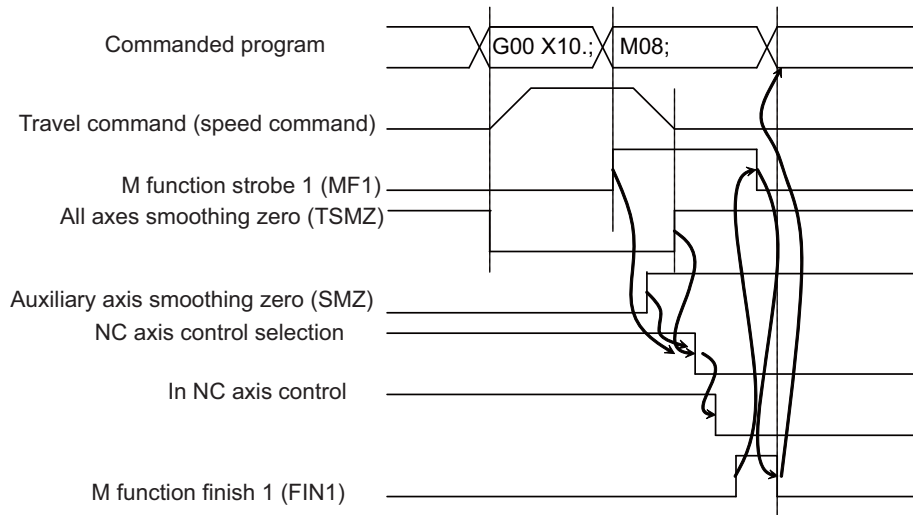 Commanded program
G00 X10.;
M08;
Travel command (speed command)
M function strobe 1 (MF1)
All axes smoothing zero (TSMZ)
Auxiliary axis smoothing zero (SMZ)
NC axis control selection
In NC axis control
M function finish 1 (FIN1)